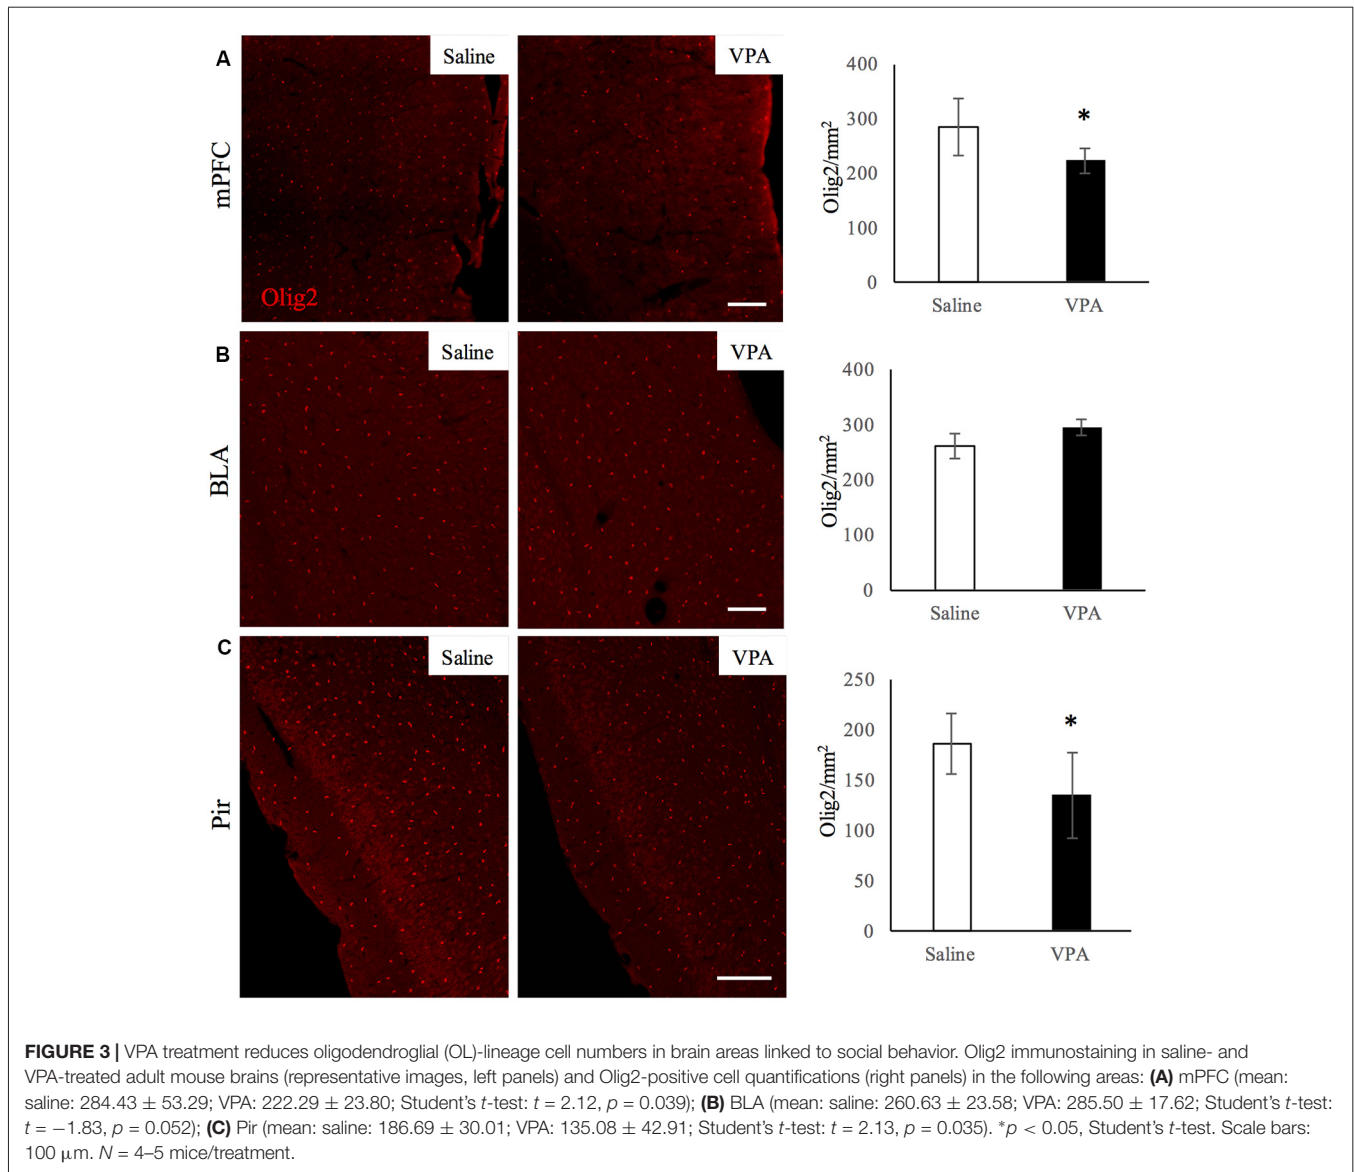 A
Saline
VPA
mPFC
Olig2
Olig2/mm²
400
300
200
100
0
Saline
VPA
B
Saline
VPA
BLA
Olig2/mm²
400
300
200
100
0
Saline
VPA
C
Saline
VPA
Pir
Olig2/mm²
250
200
150
100
50
0
Saline
VPA
*
*
FIGURE 3 | VPA treatment reduces oligodendroglial (OL)-lineage cell numbers in brain areas linked to social behavior. Olig2 immunostaining in saline- and
VPA-treated adult mouse brains (representative images, left panels) and Olig2-positive cell quantifications (right panels) in the following areas: (A) mPFC (mean:
saline: 284.43 ± 53.29; VPA: 222.29 ± 23.80; Student's t-test: t = 2.12, p = 0.039); (B) BLA (mean: saline: 260.63 ± 23.58; VPA: 285.50 ± 17.62; Student's t-test:
t = −1.83, p = 0.052); (C) Pir (mean: saline: 186.69 ± 30.01; VPA: 135.08 ± 42.91; Student's t-test: t = 2.13, p = 0.035). *p < 0.05, Student's t-test. Scale bars:
100 μm. N = 4–5 mice/treatment.